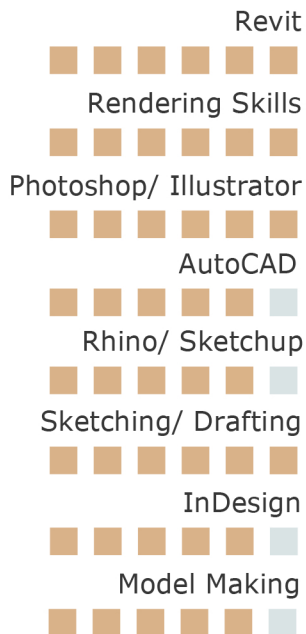 Revit
Rendering Skills
Photoshop/ Illustrator
AutoCAD
Rhino/ Sketchup
Sketching/ Drafting
InDesign
Model Making